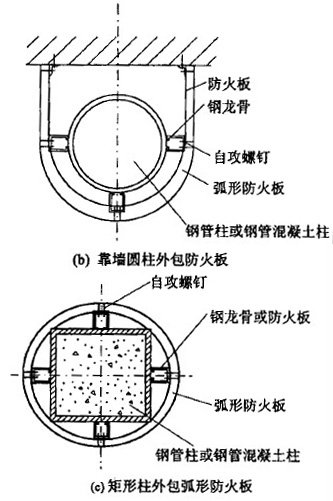 防火板
钢龙骨
自攻螺钉
弧形防火板
钢管柱或钢管混凝土柱
(b) 靠墙圆柱外包防火板
自攻螺钉
钢龙骨或防火板
弧形防火板
钢管柱或钢管混凝土柱
(c) 矩形柱外包弧形防火板